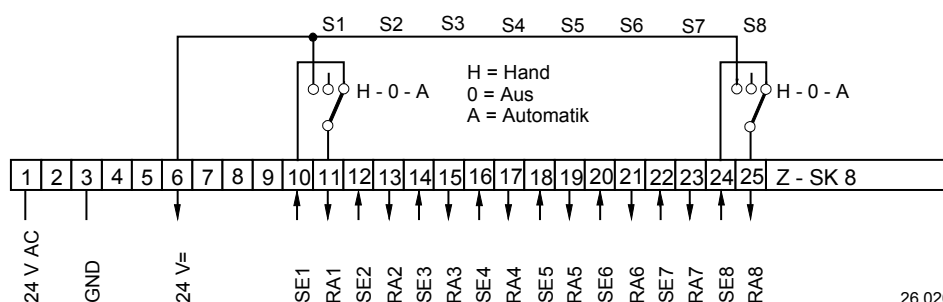 S1 S2 S3 S4 S5 S6 S7 S8
H - 0 - A
H = Hand
0 = Aus
A = Automatik
H - 0 - A
1 2 3 4 5 6 7 8 9 10 11 12 13 14 15 16 17 18 19 20 21 22 23 24 25 Z - SK 8
24 V AC
GND
24 V=
SE1
RA1
SE2
RA2
SE3
RA3
SE4
RA4
SE5
RA5
SE6
RA6
SE7
RA7
SE8
RA8